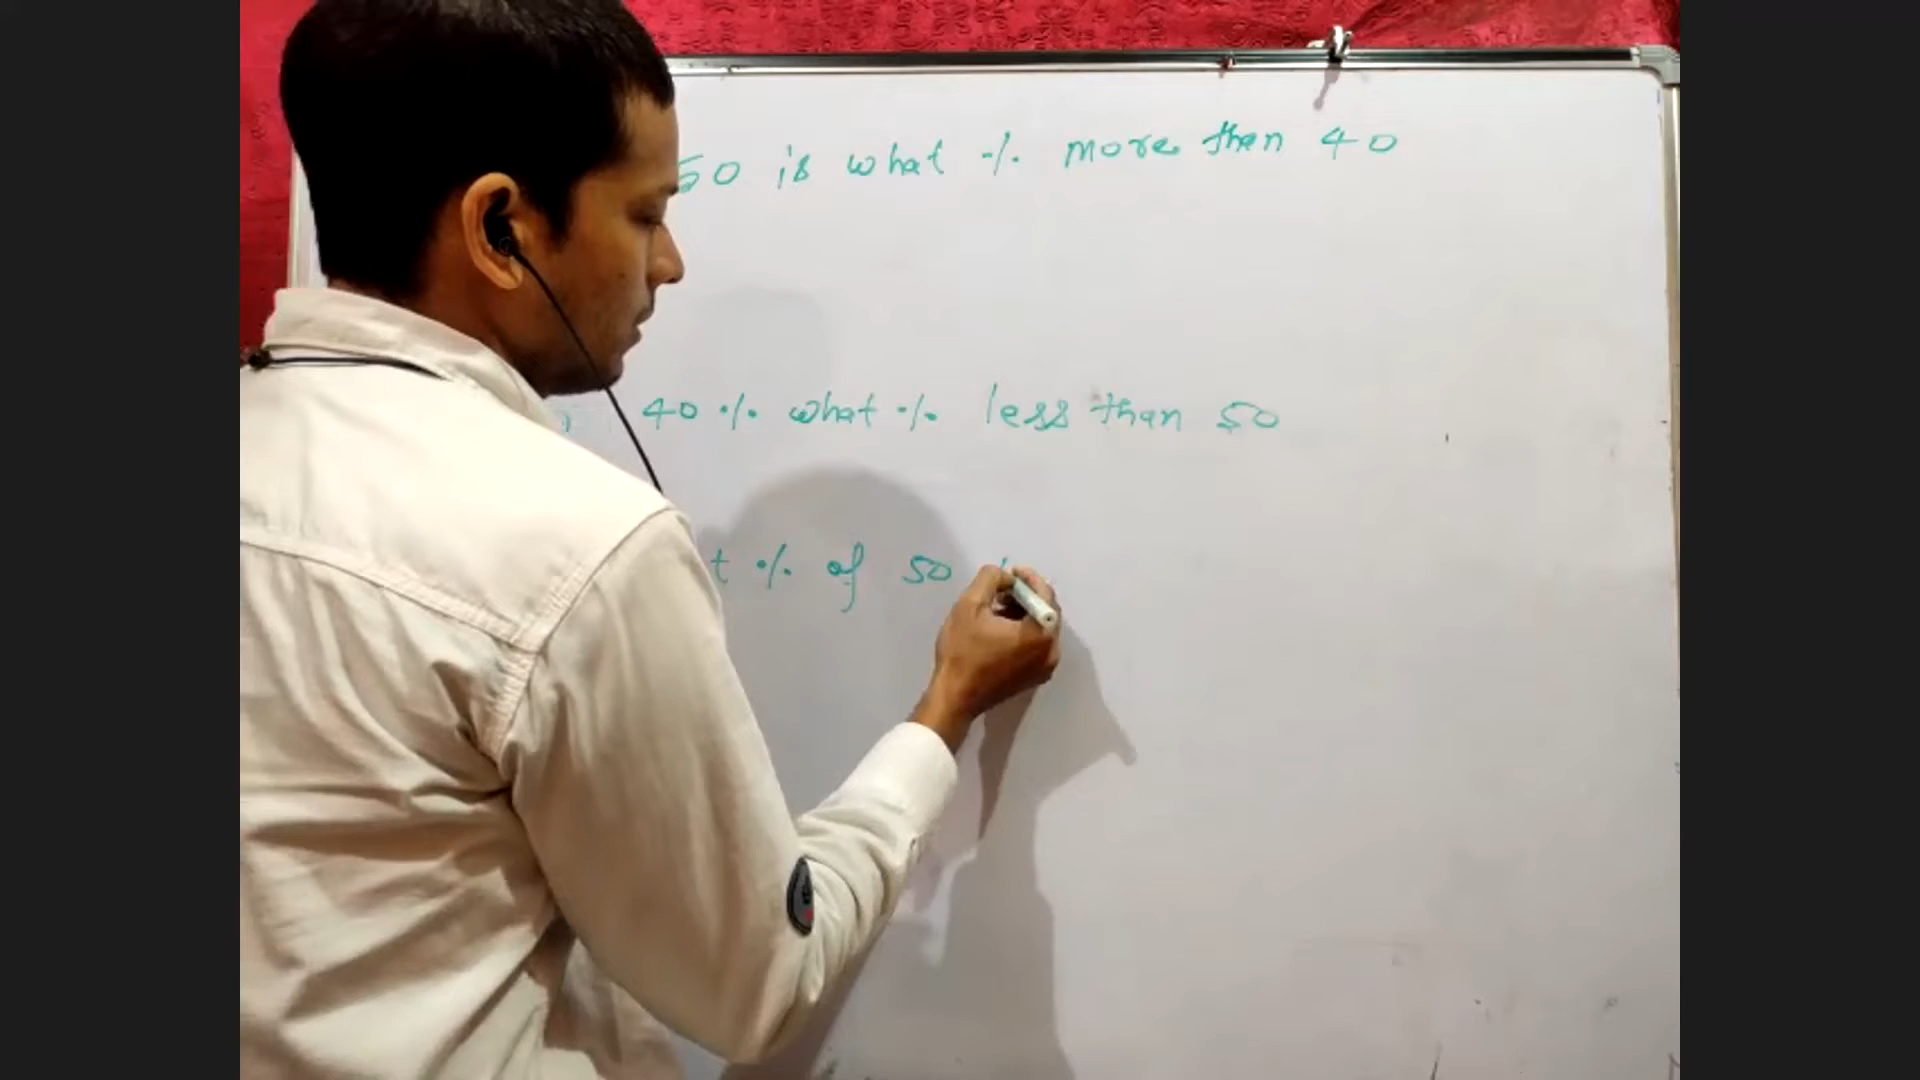 50 is what % more then 40
40 % what % less than 50
% of 50